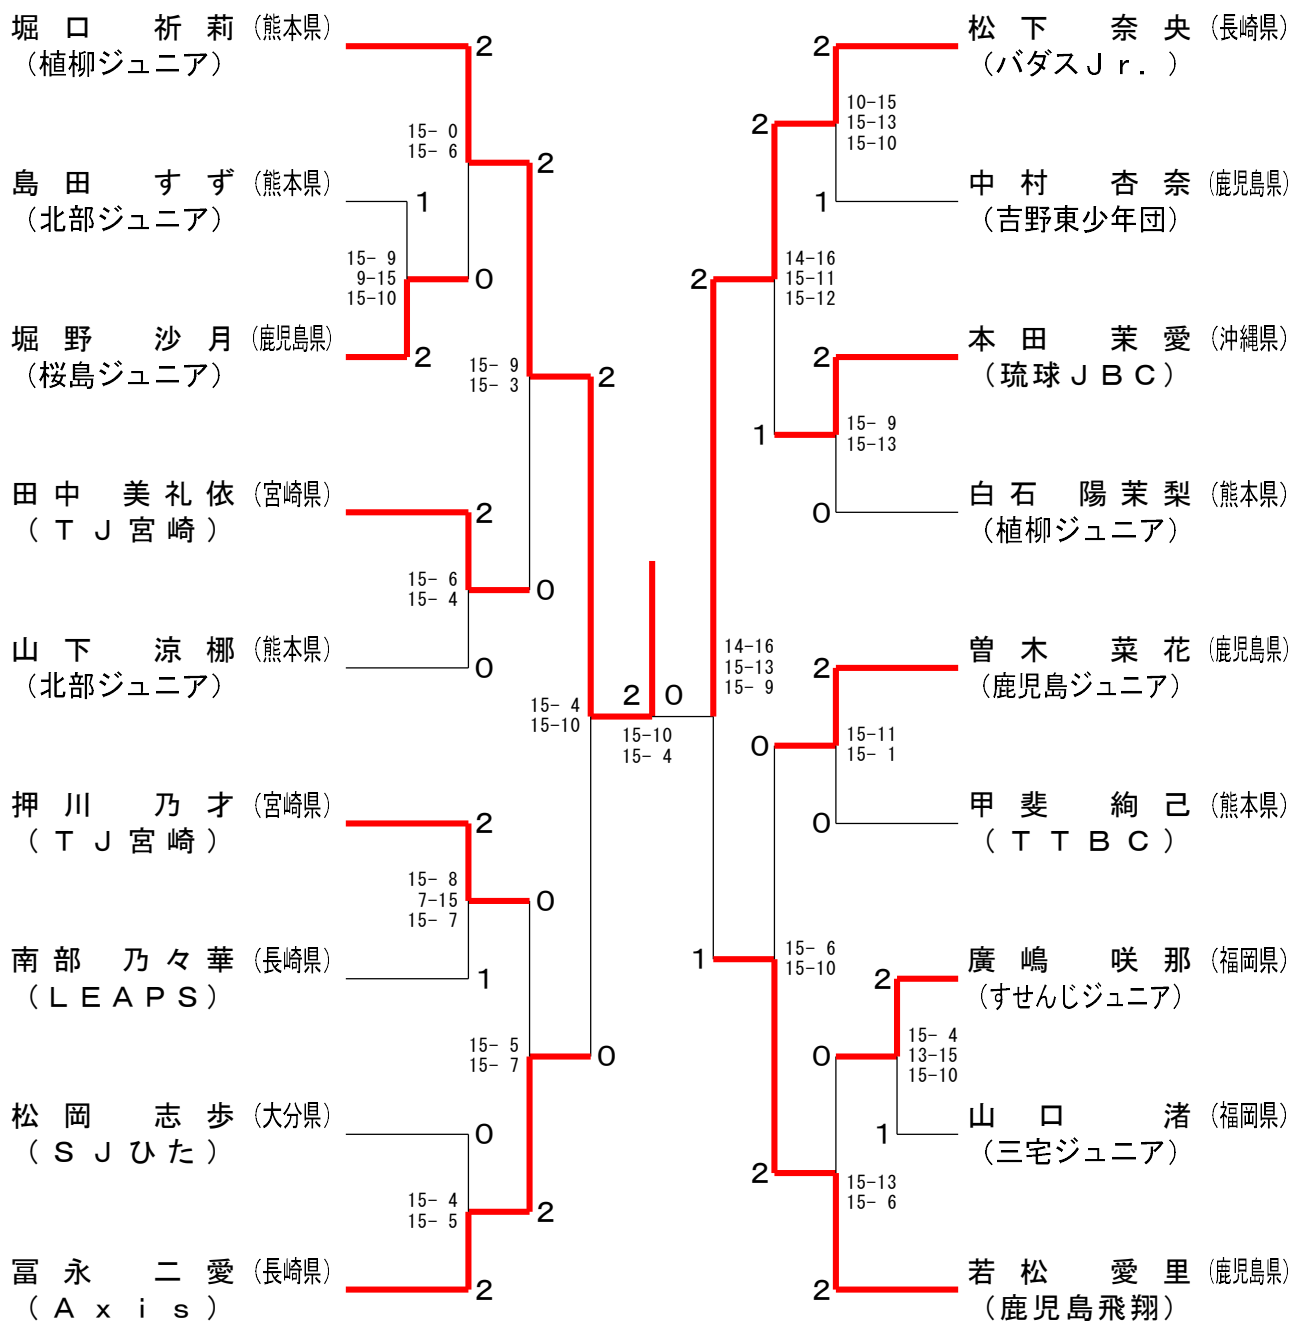 堀口 祈莉 (熊本県)
(植柳ジュニア)
2
15- 0
15- 6
2
島田 すず (熊本県)
(北部ジュニア)
1
15- 9
9-15
15-10
0
堀野 沙月 (鹿児島県)
(桜島ジュニア)
2
15- 9
15- 3
2
田中 美礼依 (宮崎県)
(TJ宮崎)
2
15- 6
15- 4
0
山下 涼梛 (熊本県)
(北部ジュニア)
0
15- 4
15-10
2 0
15-10
15- 4
押川 乃才 (宮崎県)
(TJ宮崎)
2
15- 8
7-15
15- 7
0
南部 乃々華 (長崎県)
(LEAPS)
1
15- 5
15- 7
0
松岡 志歩 (大分県)
(SJひた)
0
15- 4
15- 5
2
冨永 二愛 (長崎県)
(Axis)
2
松下 奈央 (長崎県)
(バダスJr.)
2
10-15
15-13
15-10
2
中村 杏奈 (鹿児島県)
(吉野東少年団)
1
14-16
15-11
15-12
2
本田 茉愛 (沖縄県)
(琉球JBC)
2
15- 9
15-13
1
白石 陽茉梨 (熊本県)
(植柳ジュニア)
0
14-16
15-13
15- 9
曽木 菜花 (鹿児島県)
(鹿児島ジュニア)
2
15-11
15- 1
0
甲斐 絢己 (熊本県)
(TTBC)
0
15- 6
15-10
1
廣嶋 咲那 (福岡県)
(すせんじジュニア)
2
15- 4
13-15
15-10
0
山口 渚 (福岡県)
(三宅ジュニア)
1
15-13
15- 6
2
若松 愛里 (鹿児島県)
(鹿児島飛翔)
2